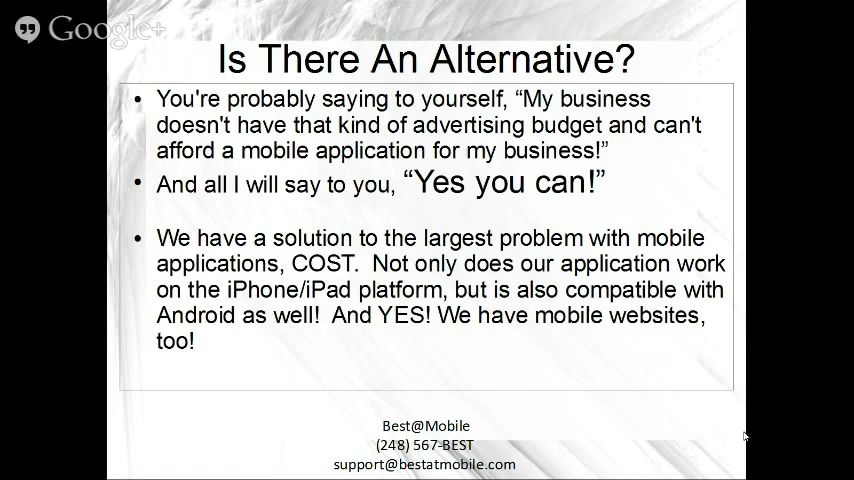 Google+
Is There An Alternative?
• You're probably saying to yourself, “My business
doesn't have that kind of advertising budget and can't
afford a mobile application for my business!”
• And all I will say to you, “Yes you can!”
• We have a solution to the largest problem with mobile
applications, COST.  Not only does our application work
on the iPhone/iPad platform, but is also compatible with
Android as well!  And YES! We have mobile websites,
too!
Best@Mobile
(248) 567-BEST
support@bestatmobile.com